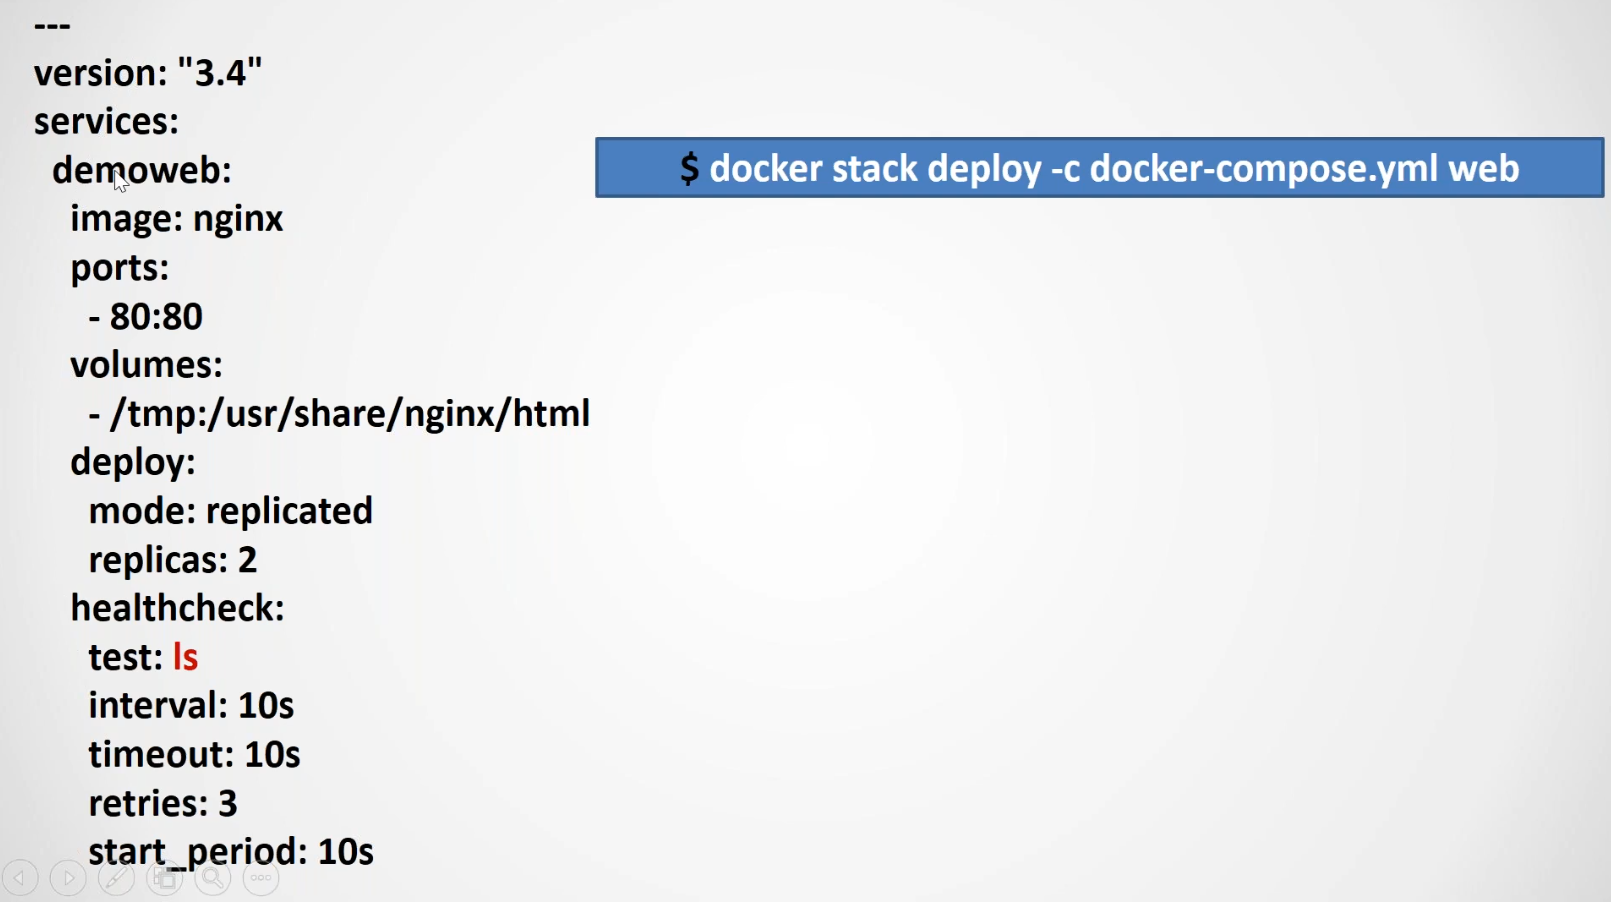 ---
version: "3.4"
services:
  demoweb:
    image: nginx
    ports:
      - 80:80
    volumes:
      - /tmp:/usr/share/nginx/html
    deploy:
      mode: replicated
      replicas: 2
    healthcheck:
      test: ls
      interval: 10s
      timeout: 10s
      retries: 3
      start_period: 10s
$ docker stack deploy -c docker-compose.yml web